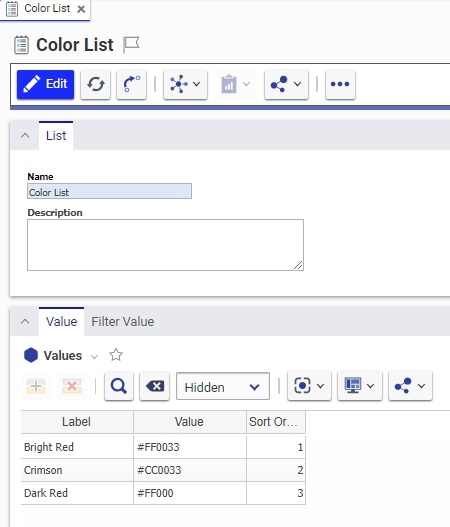 Color List
Color List
Edit
List
Name
Color List
Description
Value Filter Value
Values
Hidden
Label Value Sort Or...
Bright Red #FF0033 1
Crimson #CC0033 2
Dark Red #FF000 3